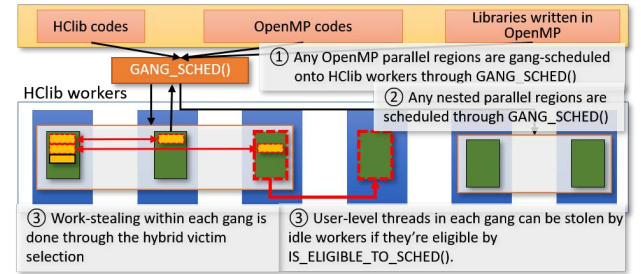 HClib codes
OpenMP codes
Libraries written in
OpenMP
GANG_SCHED()
① Any OpenMP parallel regions are gang-scheduled
onto HClib workers through GANG_SCHED()
HClib workers
② Any nested parallel regions are
scheduled through GANG_SCHED()
③ Work-stealing within each gang is
done through the hybrid victim
selection
③ User-level threads in each gang can be stolen by
idle workers if they’re eligible by
IS_ELIGIBLE_TO_SCHED().